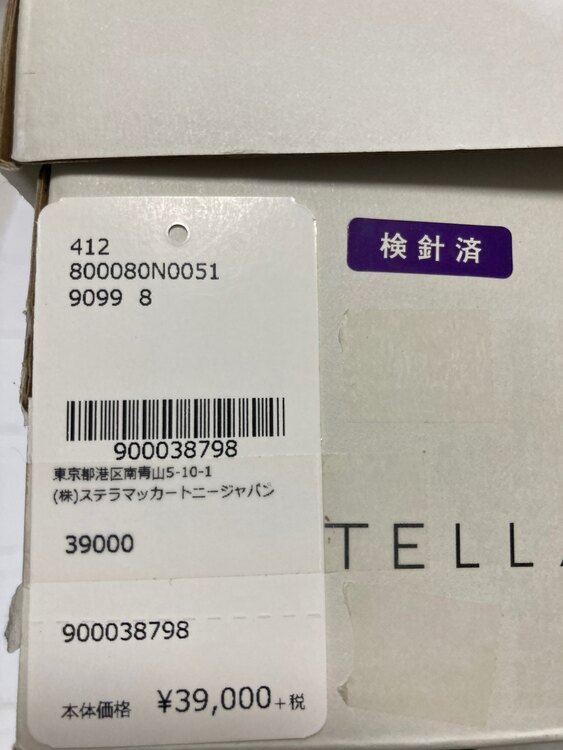 412
800080N0051
9099 8
900038798
東京都港区南青山5-10-1
(株)ステラマッカートニージャパン
39000
900038798
本体価格 ¥39,000+税
検針済
TELLA